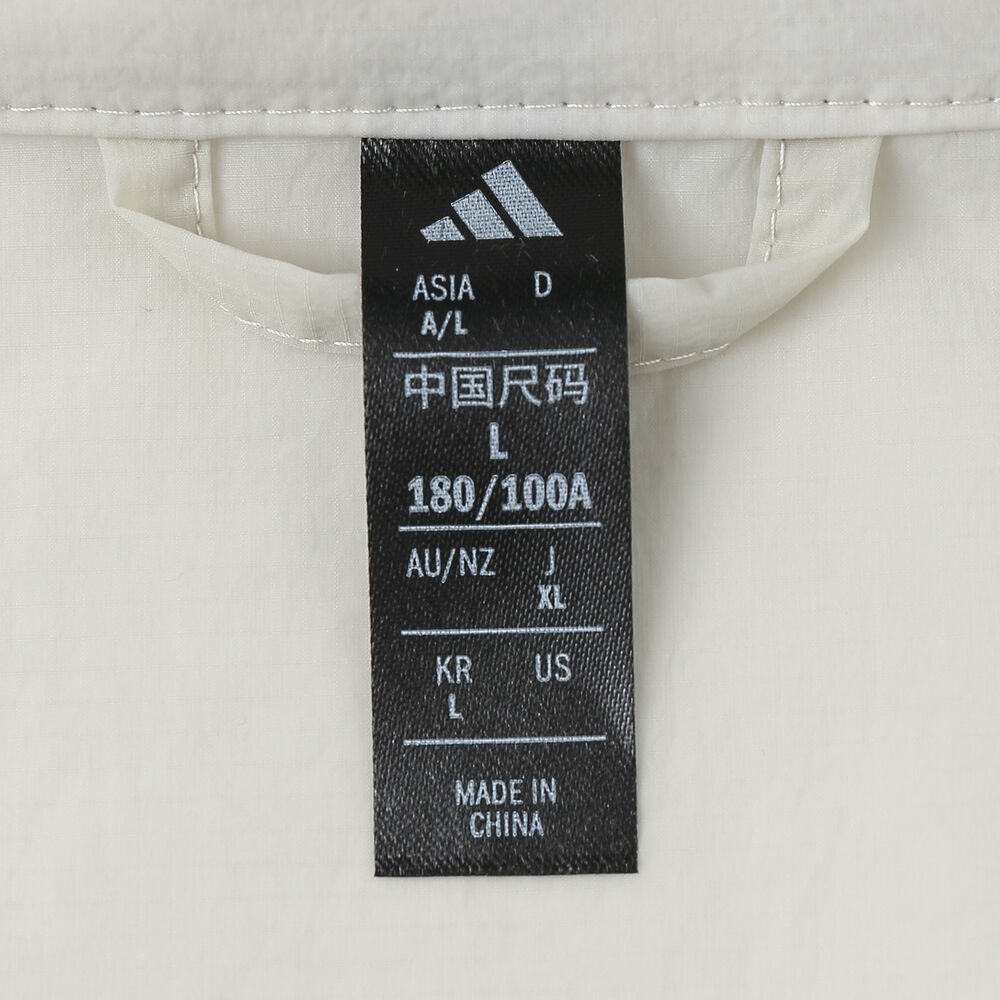 ASIA D
A/L
中国尺码
L
180/100A
AU/NZ J
XL
KR US
L
MADE IN
CHINA